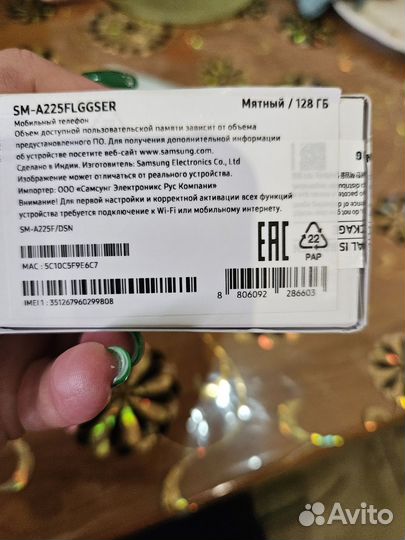 SM-A225FLGGSER
Мятный / 128 ГБ
Мобильный телефон
Объем доступной пользовательской памяти зависит от объема
предустановленного ПО. Для получения дополнительной информации
об устройстве посетите веб-сайт www.samsung.com.
Сделано в Индии. Изготовитель: Samsung Electronics Co., Ltd
Изображение может отличаться от реального устройства.
Импортер: ООО «Самсунг Электроникс Рус Компани»
Внимание! Для первой настройки и корректной активации всех функций
устройства требуется подключение к Wi-Fi или мобильному интернету.
SM-A225F/DSN
MAC : 5C10C5F9E6C7
IMEI 1 : 351267960299808
EAC
22
PAP
8 806092 286603
Avito